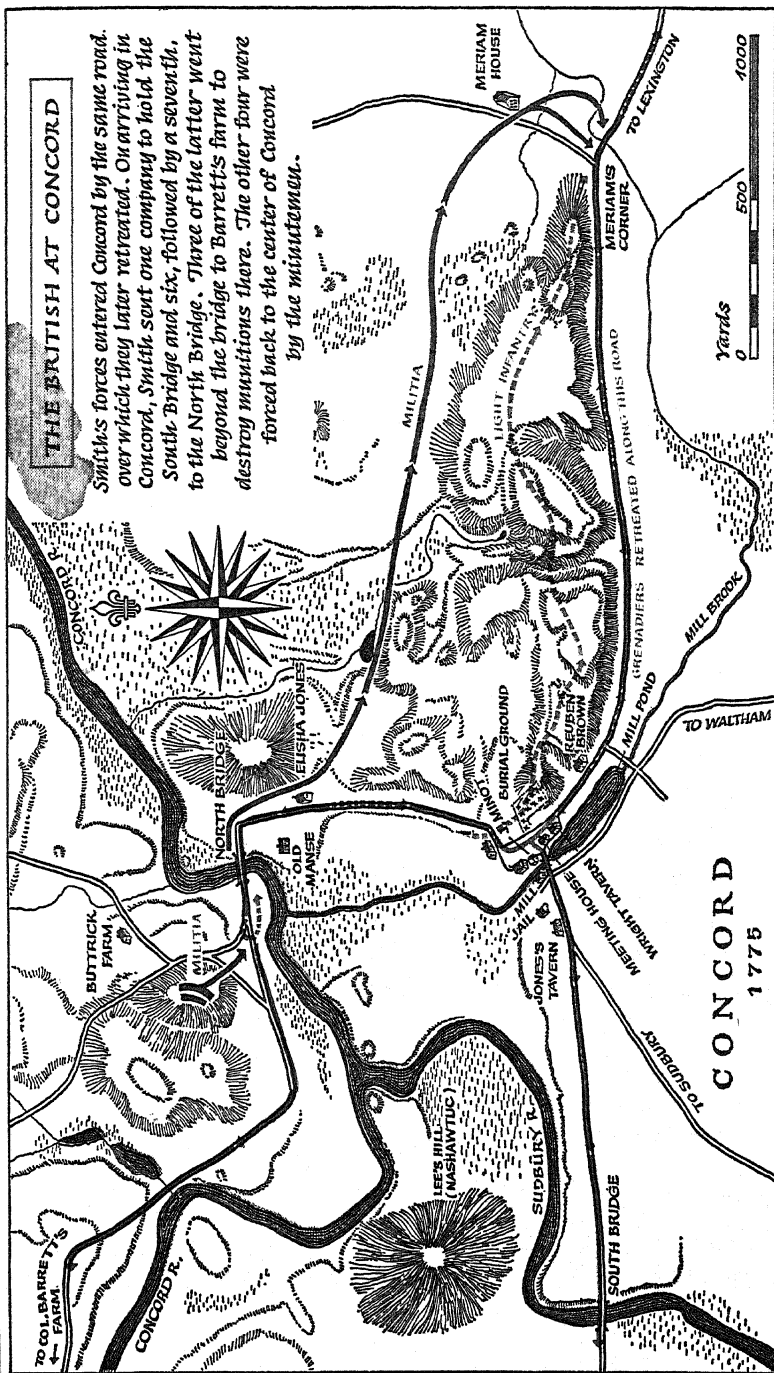 THE BRITISH AT CONCORD
Smith's forces entered Concord by the same road.
over which they later retreated. On arriving in
Concord, Smith sent one company to hold the
South Bridge and six, followed by a seventh,
to the North Bridge. Three of the latter went
beyond the bridge to Barrett's farm to
destroy munitions there. The other four were
forced back to the center of Concord
by the minutemen.
TO COL. BARRETT'S
FARM.
CONCORD R.
BUTTRICK
FARM
MILITIA
CONCORD R.
NORTH BRIDGE
ELISHA JONES
OLD
MANSE
LEE'S HILL
(NASHAWTUC)
SUDBURY R.
MILITIA
MERIAM
HOUSE
LIGHT INFANTRY
J. MINOT
BURIAL GROUND
REUBEN
BROWN
MILL
JAIL
MEETING HOUSE
WRIGHT TAVERN
JONES'S
TAVERN
SOUTH BRIDGE
GRENADIERS RETREATED ALONG THIS ROAD
MERIAM'S
CORNER
TO LEXINGTON
MILL POND
MILL BROOK
TO WALTHAM
TO SUDBURY
CONCORD
1775
Yards
0 500 1000